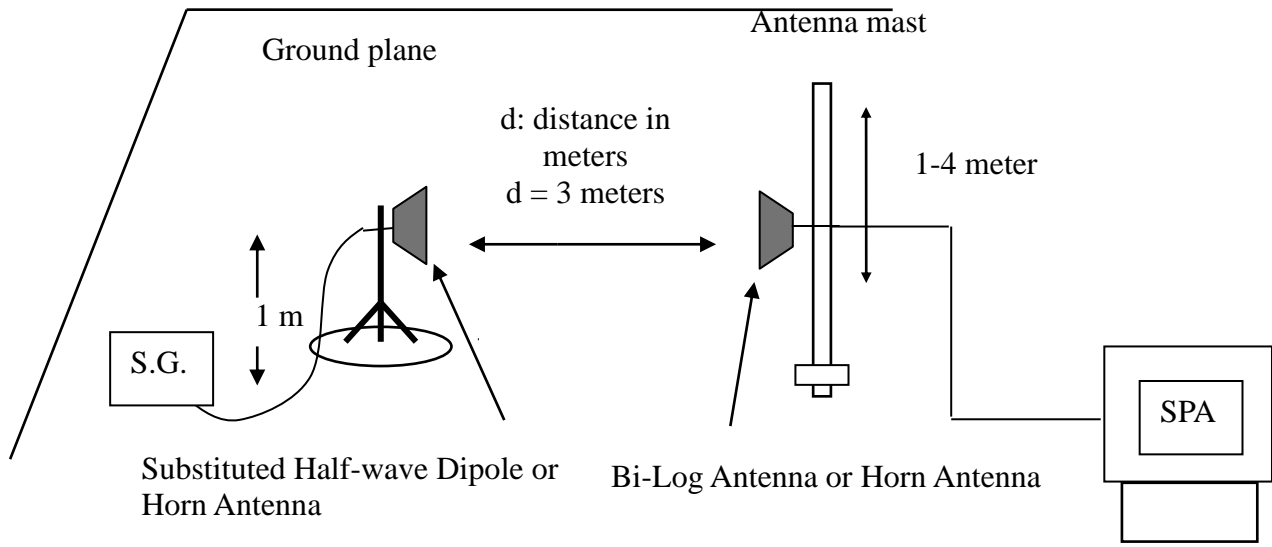 Antenna mast
Ground plane
d: distance in
meters
d = 3 meters
1-4 meter
1 m
S.G.
SPA
Substituted Half-wave Dipole or
Horn Antenna
Bi-Log Antenna or Horn Antenna